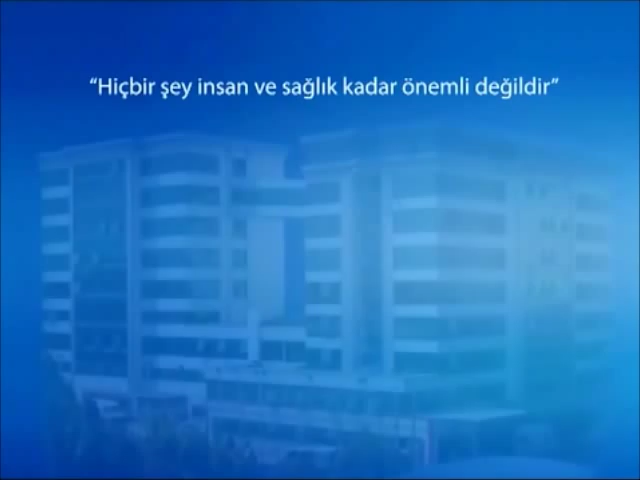 “Hiçbir şey insan ve sağlık kadar önemli değildir”